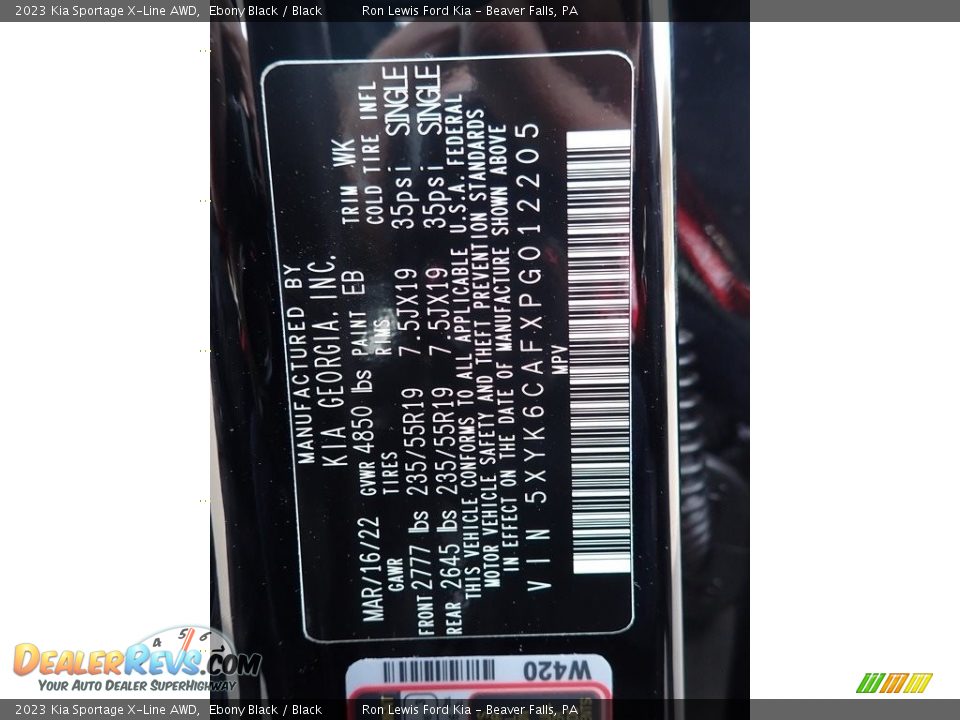 2023 Kia Sportage X-Line AWD, Ebony Black / Black Ron Lewis Ford Kia - Beaver Falls, PA
MANUFACTURED BY
KIA GEORGIA, INC.
MAR/16/22 GVWR 4850 lbs PAINT EB TRIM WK
GAWR TIRES RIMS COLD TIRE INFL
FRONT 2777 lbs 235/55R19 7.5JX19 35psi SINGLE
REAR 2645 lbs 235/55R19 7.5JX19 35psi SINGLE
THIS VEHICLE CONFORMS TO ALL APPLICABLE U.S.A. FEDERAL
MOTOR VEHICLE SAFETY AND THEFT PREVENTION STANDARDS
IN EFFECT ON THE DATE OF MANUFACTURE SHOWN ABOVE
VIN 5XYK6CAFXPG012205
MPV
W420
4 5 6
DEALERREVS.COM
YOUR AUTO DEALER SUPERHIGHWAY
2023 Kia Sportage X-Line AWD, Ebony Black / Black Ron Lewis Ford Kia - Beaver Falls, PA